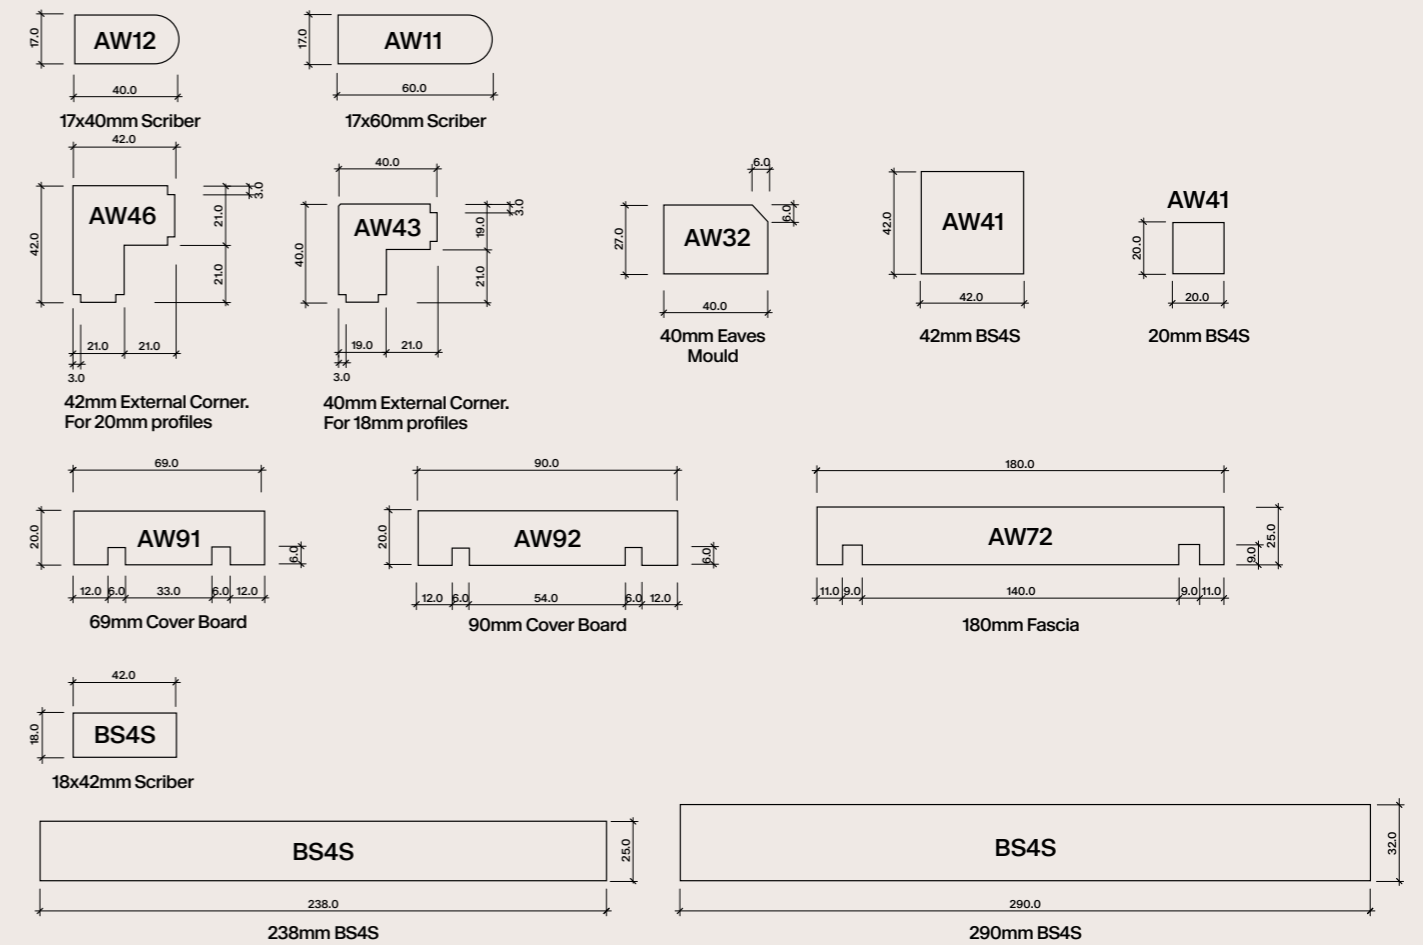 AW12
17.0
40.0
17x40mm Scriber
AW11
17.0
60.0
17x60mm Scriber
42.0
AW46
42.0
3.0
21.0
21.0
21.0
21.0
3.0
42mm External Corner.
For 20mm profiles
40.0
AW43
40.0
3.0
19.0
21.0
19.0
21.0
3.0
40mm External Corner.
For 18mm profiles
6.0
6.0
AW32
27.0
40.0
40mm Eaves
Mould
AW41
42.0
42.0
42mm BS4S
AW41
20.0
20.0
20mm BS4S
69.0
AW91
20.0
6.0
12.0 6.0 33.0 6.0 12.0
69mm Cover Board
90.0
AW92
20.0
6.0
12.0 6.0 54.0 6.0 12.0
90mm Cover Board
180.0
AW72
25.0
9.0
11.0 9.0 140.0 9.0 11.0
180mm Fascia
42.0
BS4S
18.0
18x42mm Scriber
BS4S
25.0
238.0
238mm BS4S
BS4S
32.0
290.0
290mm BS4S